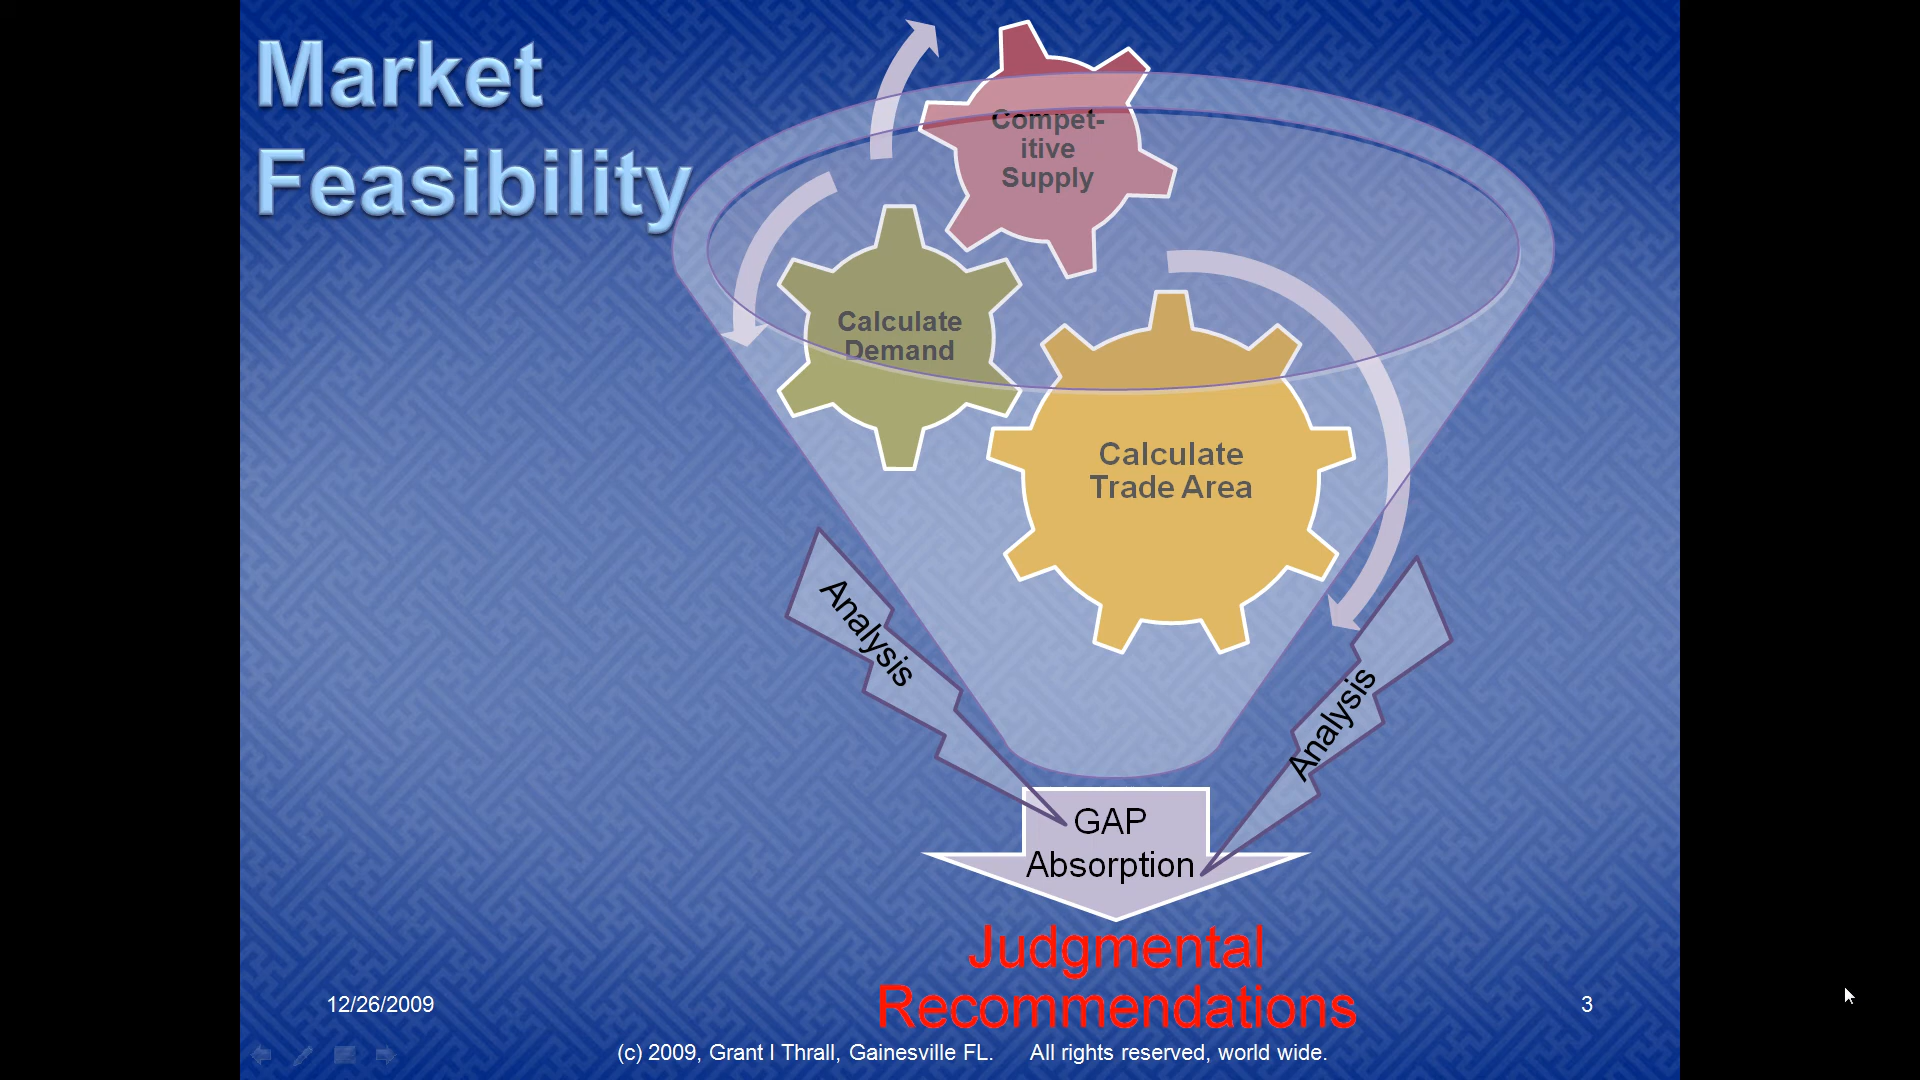 Market
Feasibility
Compet-
itive
Supply
Calculate
Demand
Calculate
Trade Area
Analysis
Analysis
GAP
Absorption
Judgmental
Recommendations
12/26/2009
3
(c) 2009, Grant I Thrall, Gainesville FL. All rights reserved, world wide.